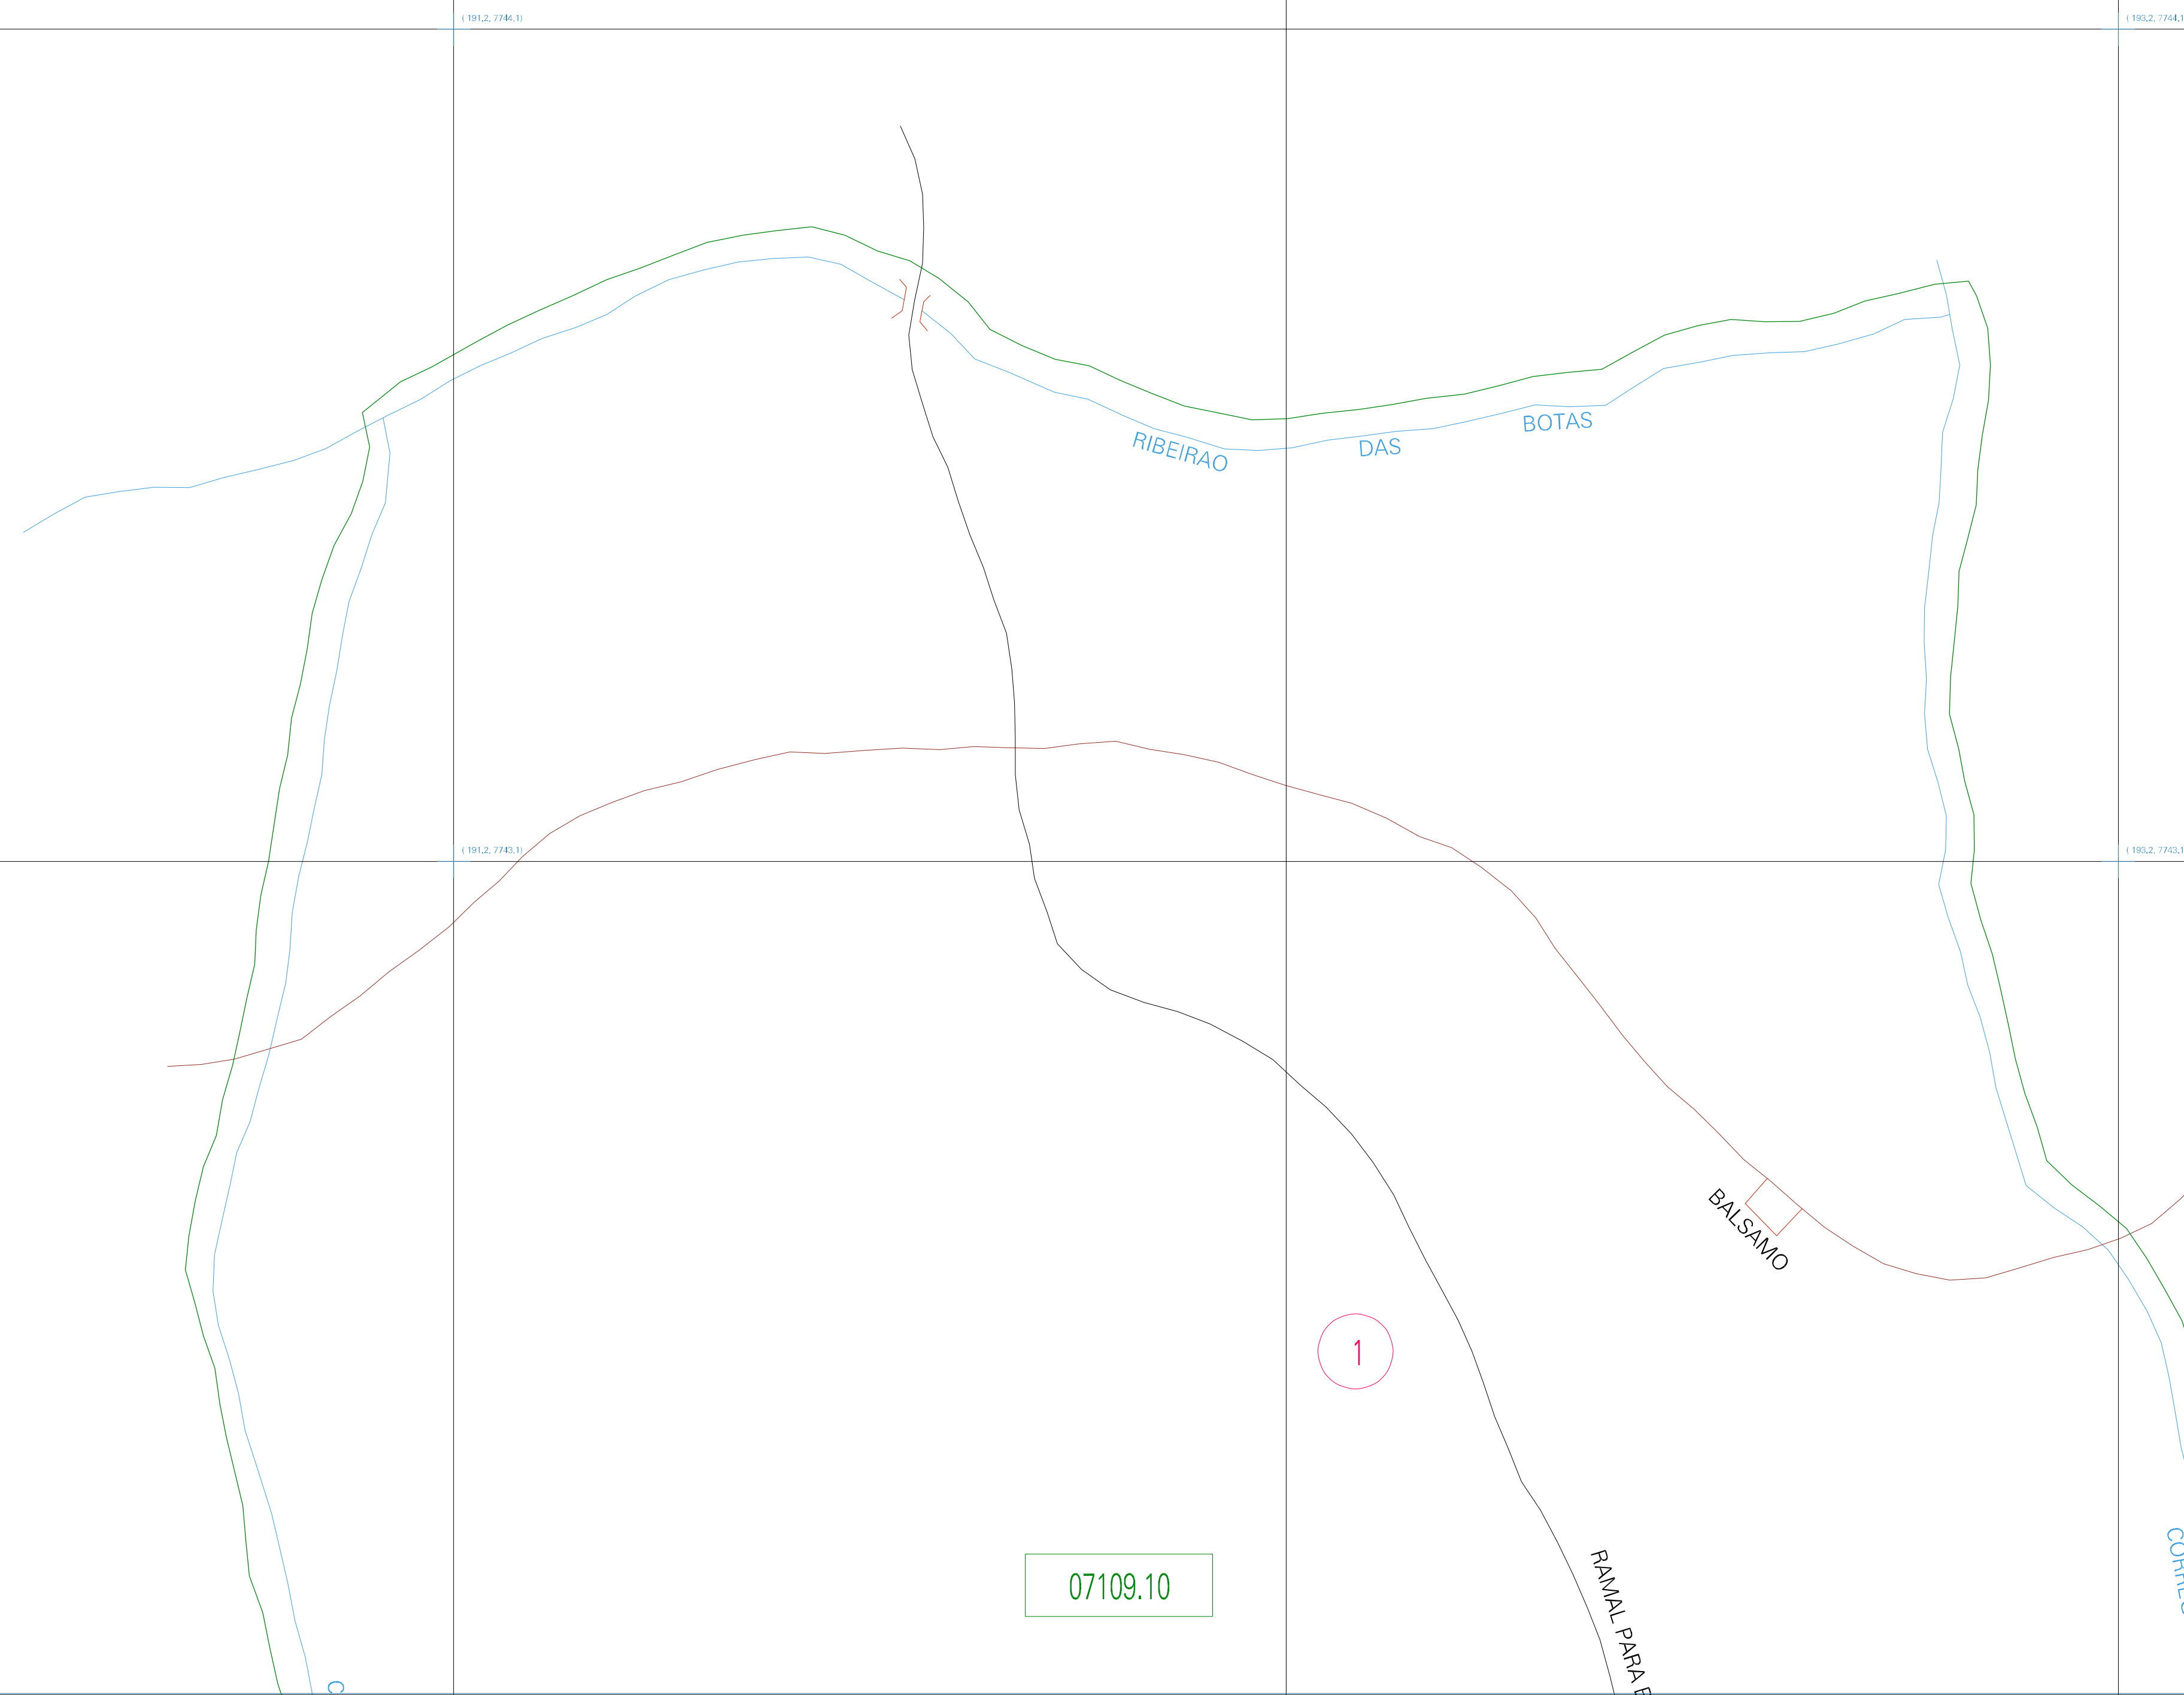 ( 191,2, 7744,1)
( 193,2, 7744,1
RIBEIRAO DAS BOTAS
( 191,2, 7743,1)
( 193,2, 7743,1
BALSAMO
1
07109.10
RAMAL PARA
C